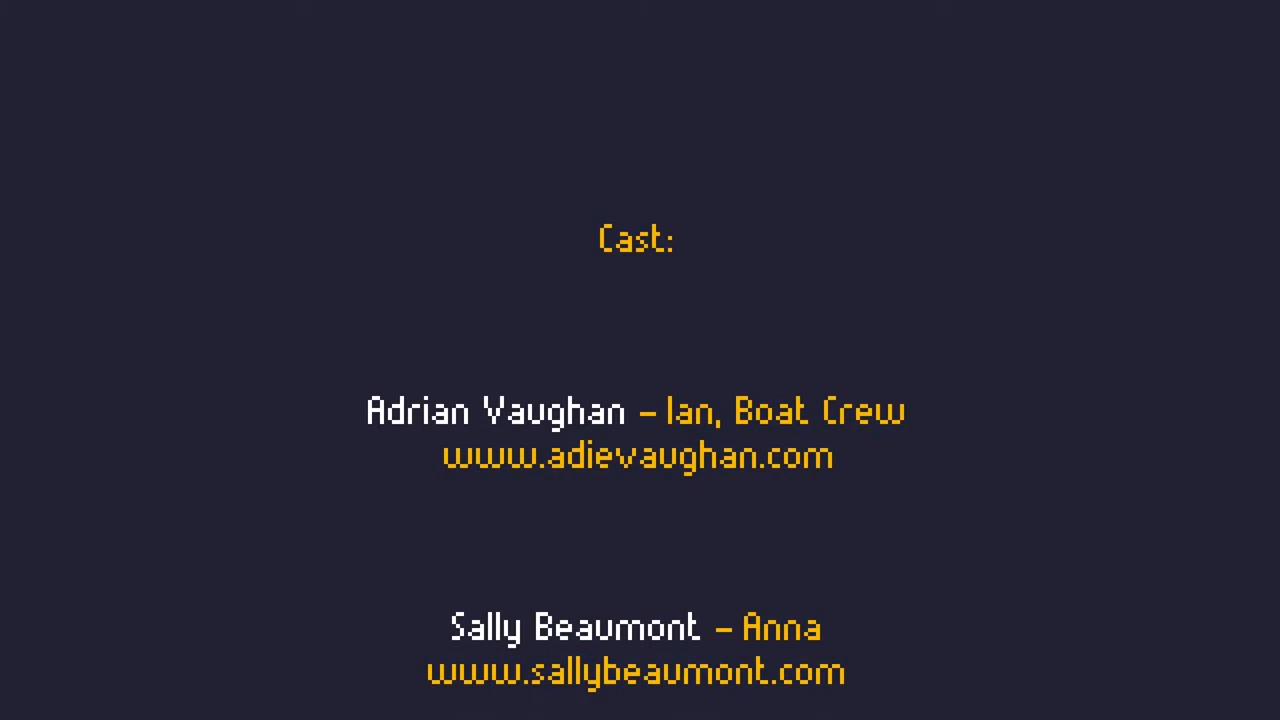 Cast:
Adrian Vaughan - Ian, Boat Crew
www.adievaughan.com
Sally Beaumont - Anna
www.sallybeaumont.com